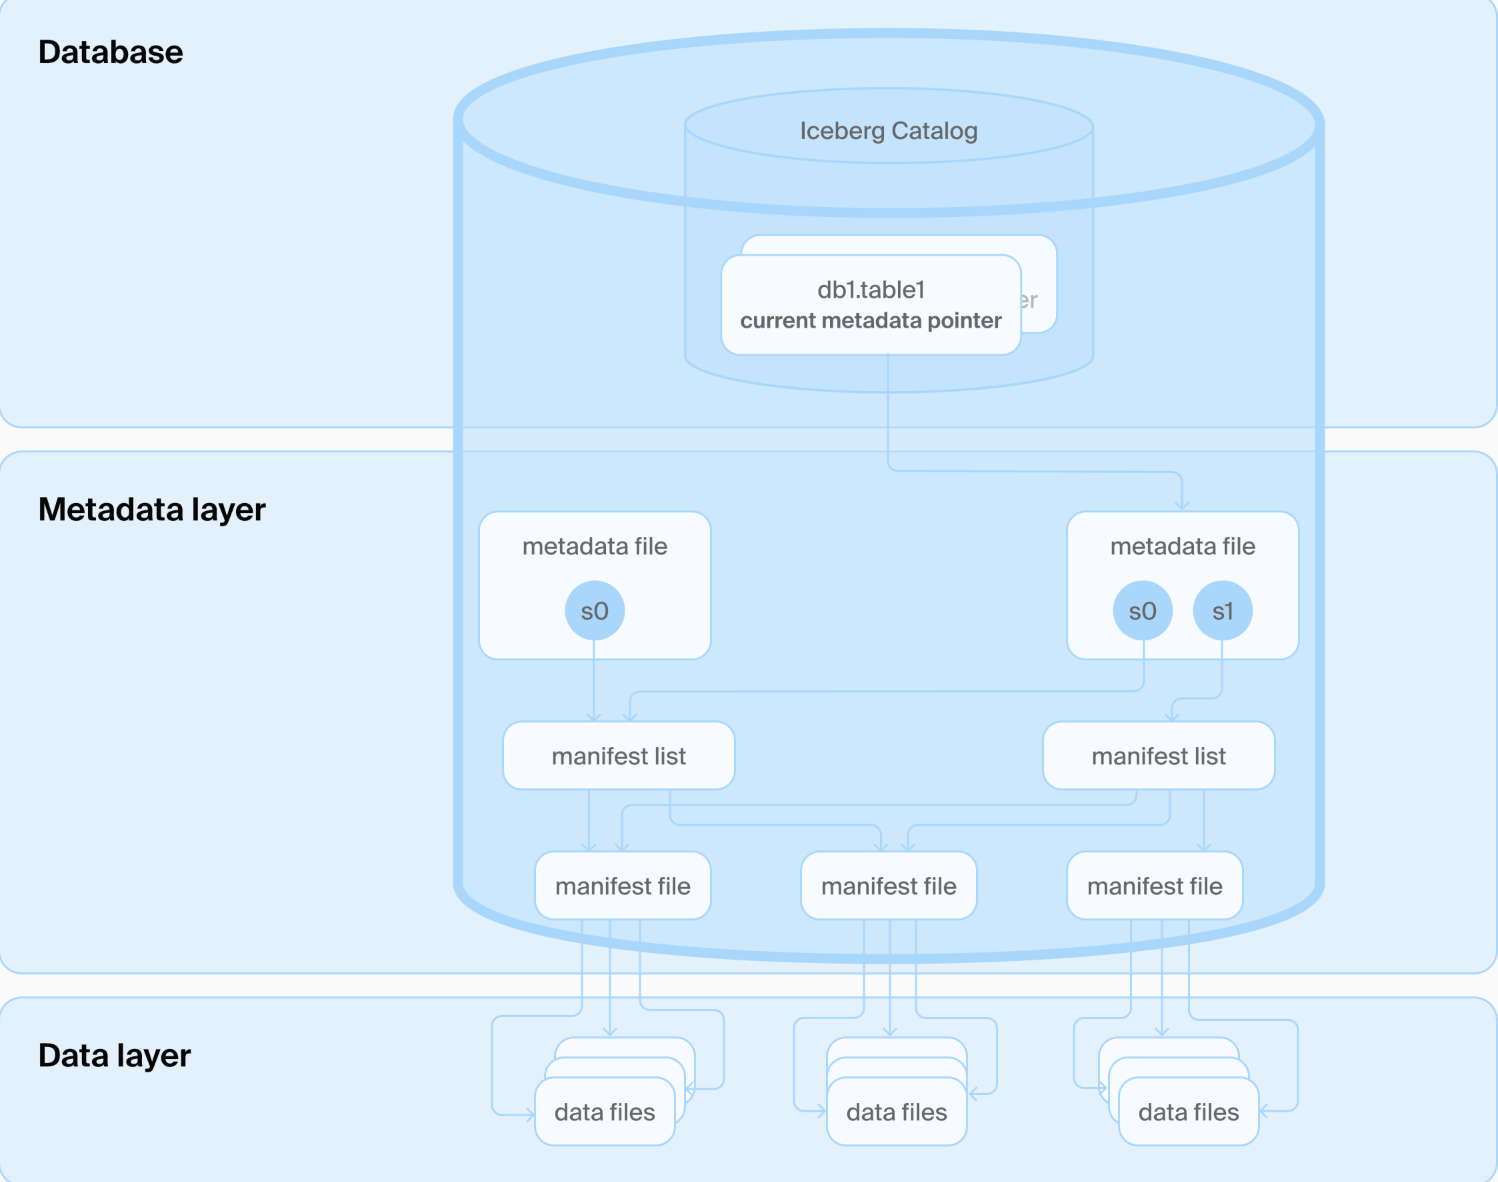 Database
Iceberg Catalog
db1.table1
current metadata pointer
er
Metadata layer
metadata file
metadata file
s0
s0
s1
manifest list
manifest list
manifest file
manifest file
manifest file
Data layer
data files
data files
data files